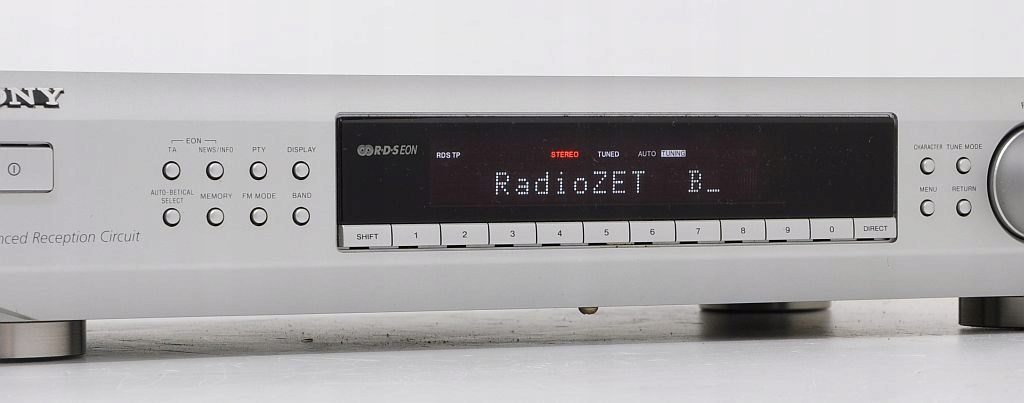 SONY
EON
TA NEWS/INFO PTY DISPLAY
AUTO-BETICAL
SELECT MEMORY FM MODE BAND
nced Reception Circuit
R·D·S EON
RDS TP STEREO TUNED AUTO TUNING
RadioZET B_
SHIFT 1 2 3 4 5 6 7 8 9 0 DIRECT
CHARACTER TUNE MODE
MENU RETURN